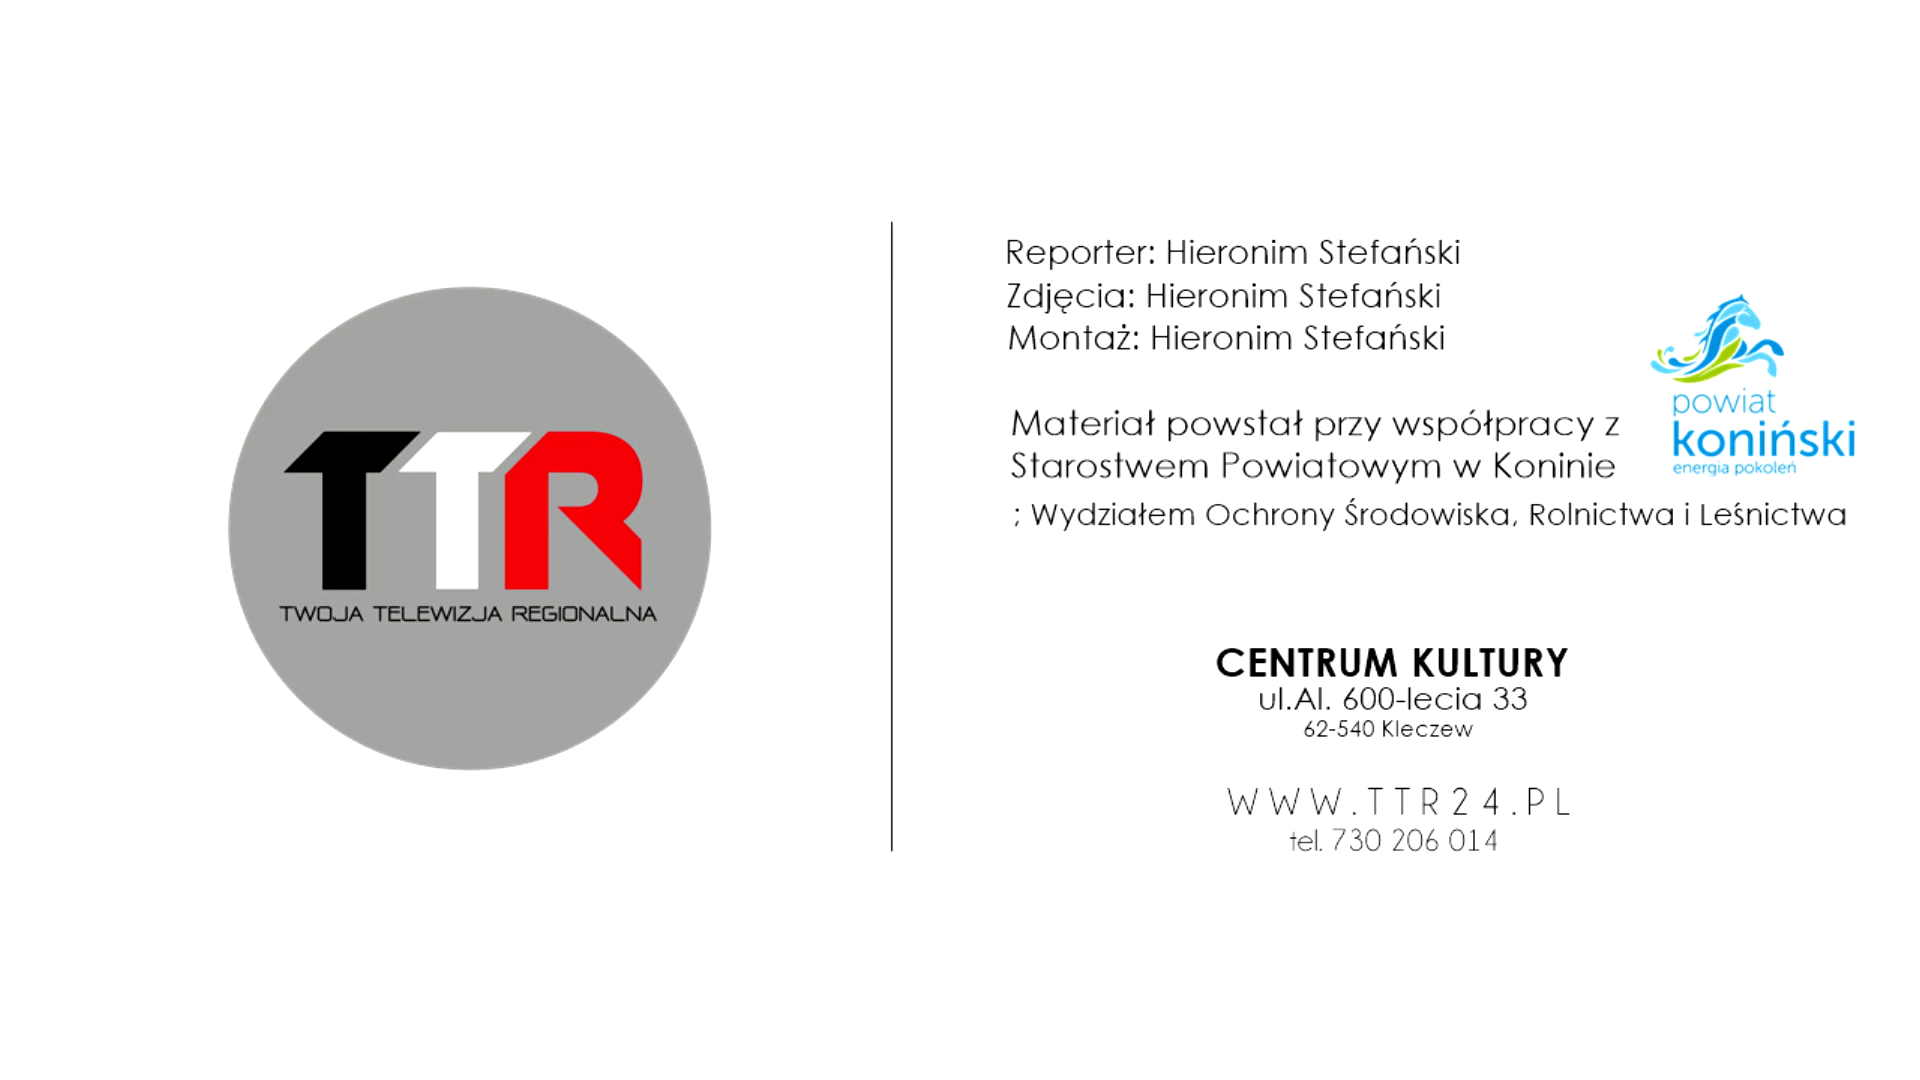 TTR
TWOJA TELEWIZJA REGIONALNA
Reporter: Hieronim Stefański
Zdjęcia: Hieronim Stefański
Montaż: Hieronim Stefański
Materiał powstał przy współpracy z
Starostwem Powiatowym w Koninie
; Wydziałem Ochrony Środowiska, Rolnictwa i Leśnictwa
powiat
koniński
energia pokoleń
CENTRUM KULTURY
ul.Al. 600-lecia 33
62-540 Kleczew
WWW.TTR24.PL
tel. 730 206 014